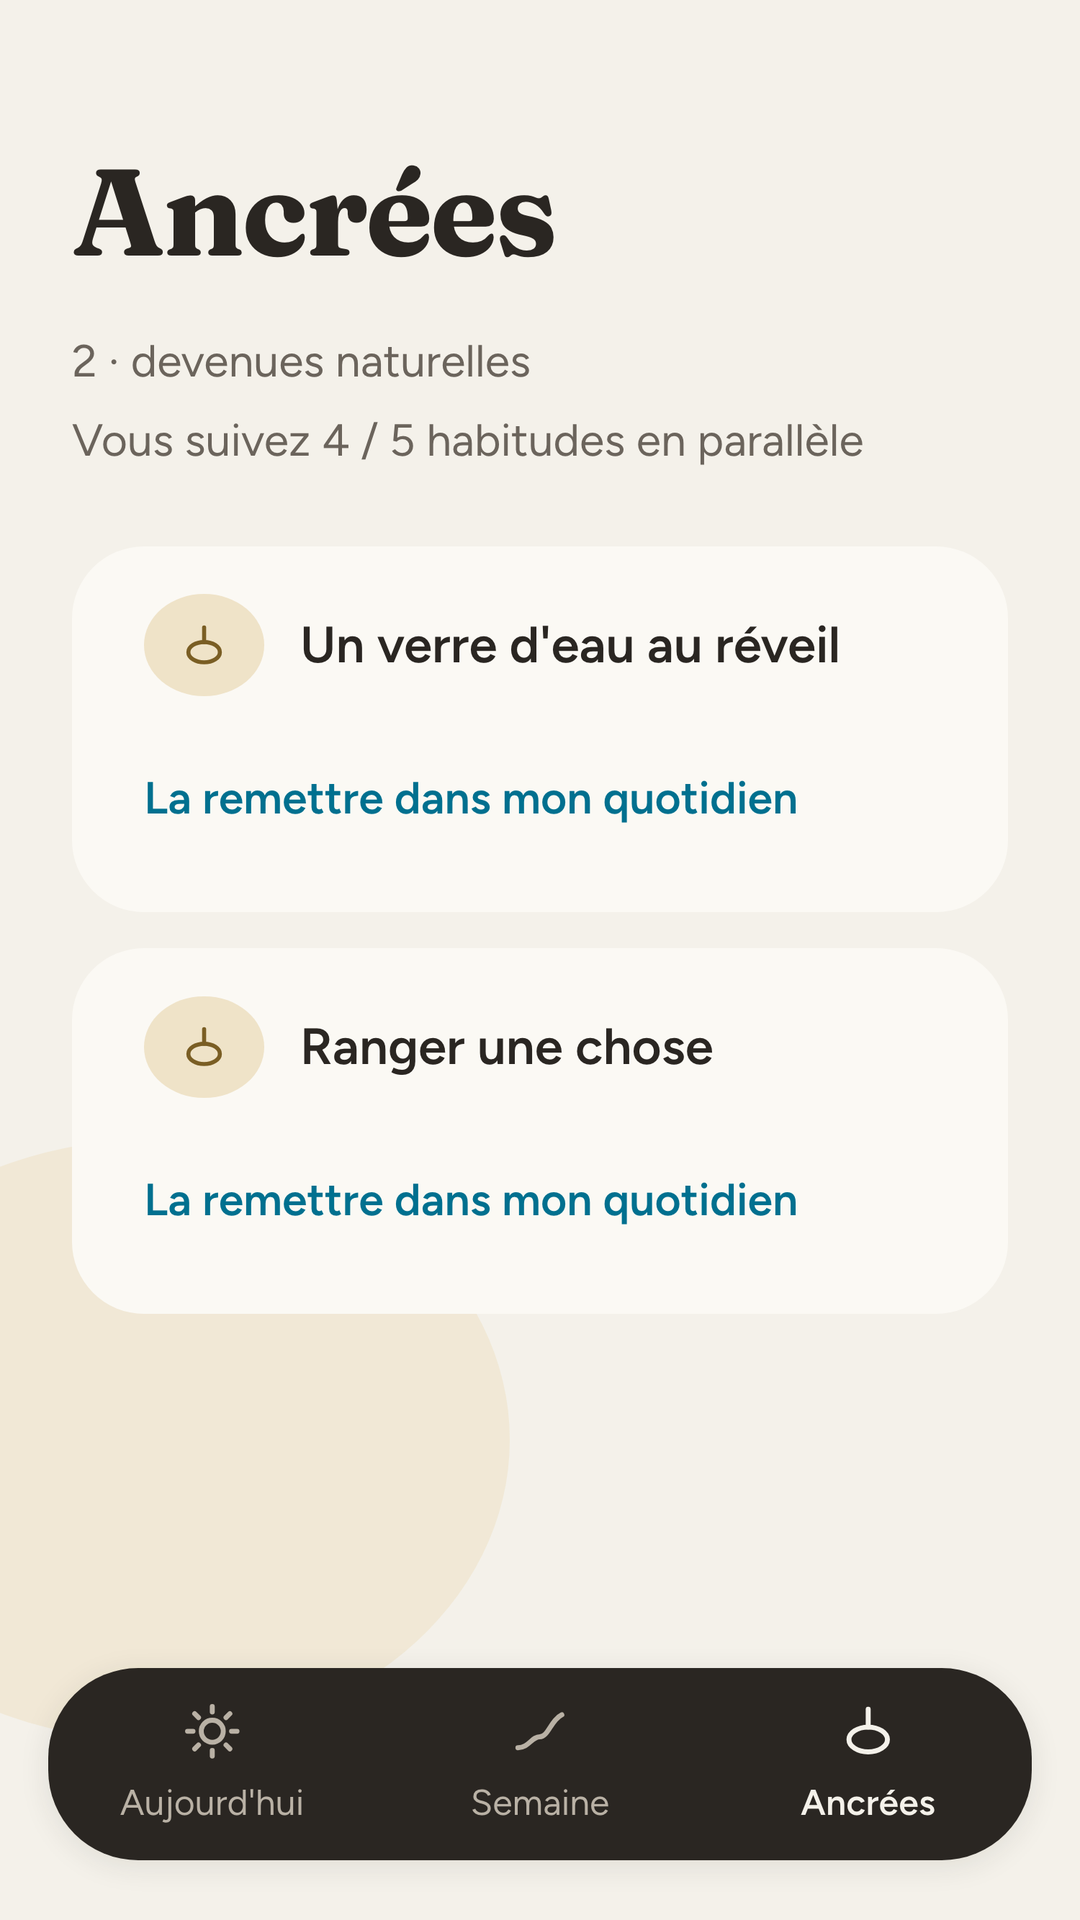 Ancrées
2 · devenues naturelles
Vous suivez 4 / 5 habitudes en parallèle
Un verre d'eau au réveil
La remettre dans mon quotidien
Ranger une chose
La remettre dans mon quotidien
Aujourd'hui
Semaine
Ancrées